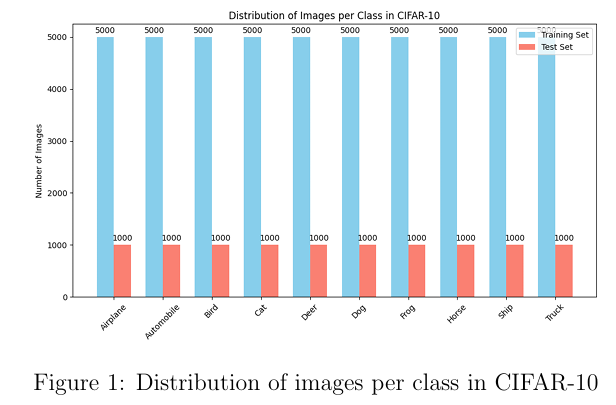 Distribution of Images per Class in CIFAR-10
5000 5000 5000 5000 5000 5000 5000 5000 5000 5000
Training Set
Test Set
1000 1000 1000 1000 1000 1000 1000 1000 1000 1000
Number of Images
5000
4000
3000
2000
1000
0
Airplane
Automobile
Bird
Cat
Deer
Dog
Frog
Horse
Ship
Truck
Figure 1: Distribution of images per class in CIFAR-10